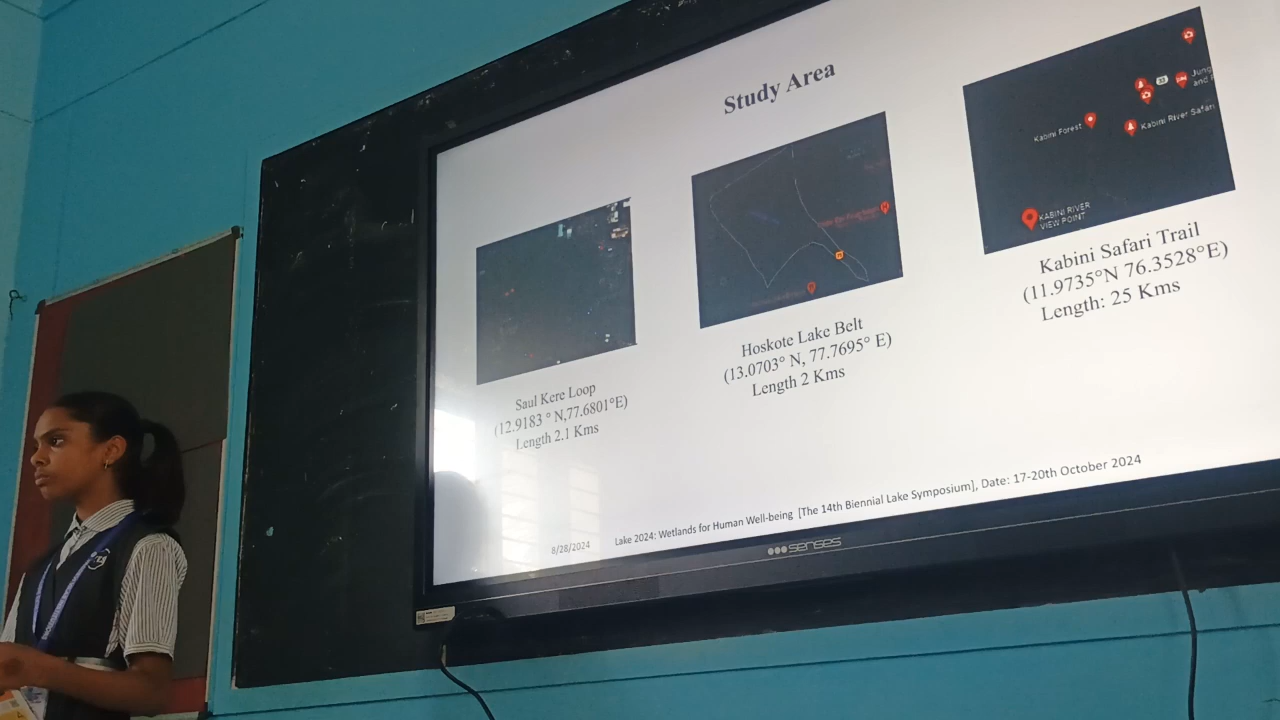 Study Area
Saul Kere Loop
(12.9183 ° N,77.6801°E)
Length 2.1 Kms
Hoskote Lake Belt
(13.0703° N, 77.7695° E)
Length 2 Kms
Kabini Forest
Kabini River Safari
KABINI RIVER
VIEW POINT
Kabini Safari Trail
(11.9735°N 76.3528°E)
Length: 25 Kms
8/28/2024
Lake 2024: Wetlands for Human Well-being [The 14th Biennial Lake Symposium], Date: 17-20th October 2024
senses